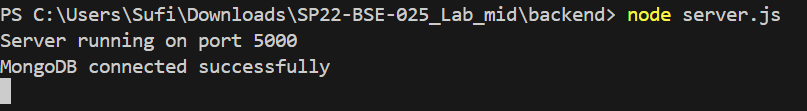 PS C:\Users\Sufi\Downloads\SP22-BSE-025_Lab_mid\backend> node server.js
Server running on port 5000
MongoDB connected successfully